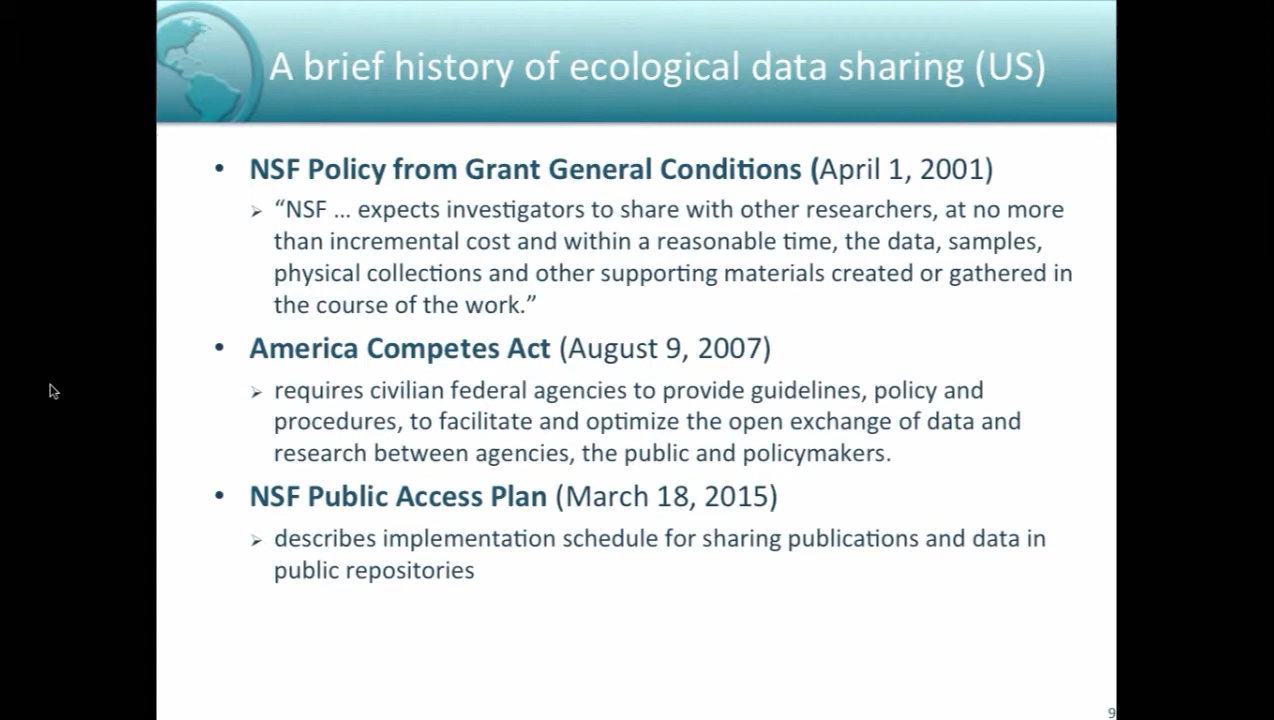 A brief history of ecological data sharing (US)
• NSF Policy from Grant General Conditions (April 1, 2001)
➢ “NSF … expects investigators to share with other researchers, at no more
than incremental cost and within a reasonable time, the data, samples,
physical collections and other supporting materials created or gathered in
the course of the work.”
• America Competes Act (August 9, 2007)
➢ requires civilian federal agencies to provide guidelines, policy and
procedures, to facilitate and optimize the open exchange of data and
research between agencies, the public and policymakers.
• NSF Public Access Plan (March 18, 2015)
➢ describes implementation schedule for sharing publications and data in
public repositories
9